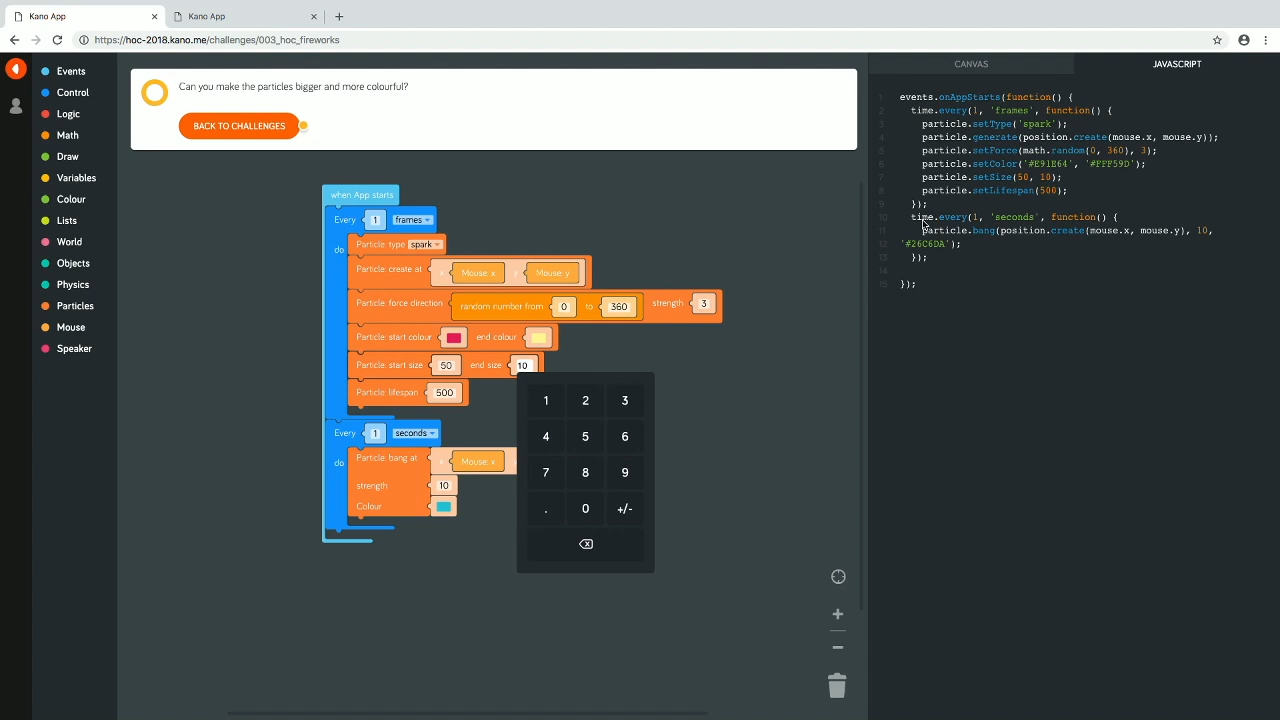 Kano App
Kano App
https://hoc-2018.kano.me/challenges/003_hoc_fireworks
Events
Control
Logic
Math
Draw
Variables
Colour
Lists
World
Objects
Physics
Particles
Mouse
Speaker
Can you make the particles bigger and more colourful?
BACK TO CHALLENGES
when App starts
Every 1 frames
do
Particle: type spark
Particle: create at x Mouse: x y Mouse: y
Particle: force direction random number from 0 to 360 strength 3
Particle: start colour end colour
Particle: start size 50 end size 10
Particle: lifespan 500
Every 1 seconds
do
Particle: bang at x Mouse: x
strength 10
Colour
1 2 3
4 5 6
7 8 9
. 0 +/-
CANVAS JAVASCRIPT
1 events.onAppStarts(function() {
2 time.every(1, 'frames', function() {
3 particle.setType('spark');
4 particle.generate(position.create(mouse.x, mouse.y));
5 particle.setForce(math.random(0, 360), 3);
6 particle.setColor('#E91E64', '#FFF59D');
7 particle.setSize(50, 10);
8 particle.setLifespan(500);
9 });
10 time.every(1, 'seconds', function() {
11 particle.bang(position.create(mouse.x, mouse.y), 10,
12 '#26C6DA');
13 });
14
15 });